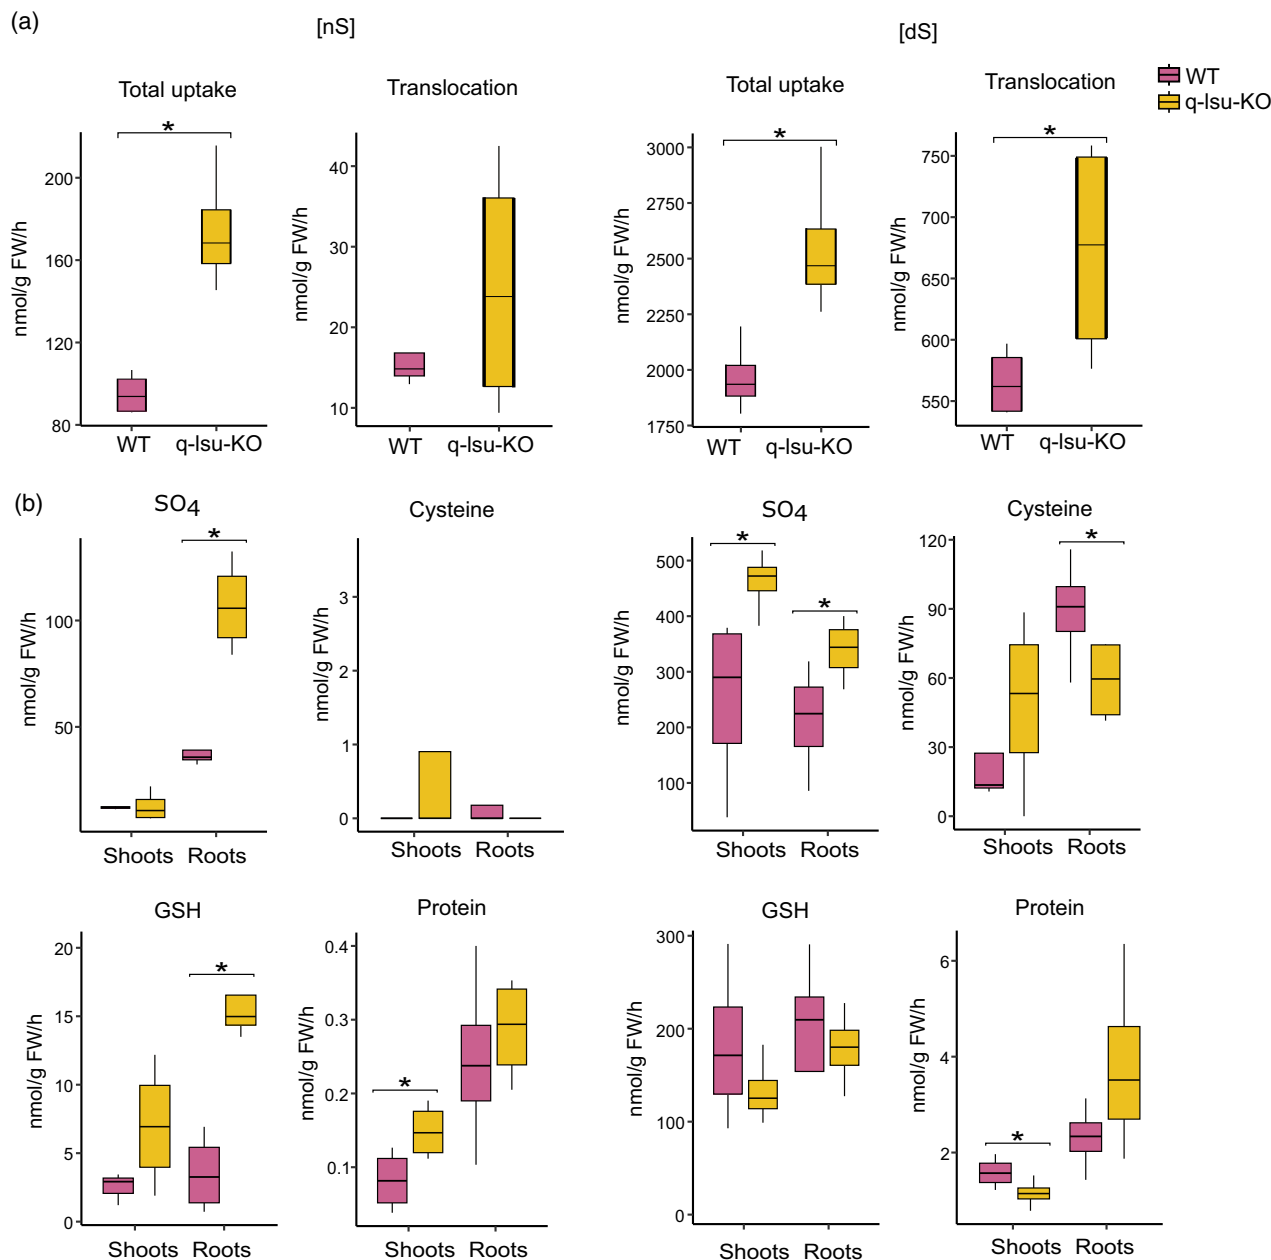 (a)
[nS]
[dS]
WT
q-lsu-KO
Total uptake
Translocation
Total uptake
Translocation
*
*
*
nmol/g FW/h
200
160
120
80
WT q-lsu-KO
nmol/g FW/h
40
30
20
10
WT q-lsu-KO
nmol/g FW/h
3000
2750
2500
2250
2000
1750
WT q-lsu-KO
nmol/g FW/h
750
700
650
600
550
WT q-lsu-KO
(b)
SO4
*
nmol/g FW/h
100
50
Shoots Roots
Cysteine
nmol/g FW/h
3
2
1
0
Shoots Roots
SO4
*
*
nmol/g FW/h
500
400
300
200
100
Shoots Roots
Cysteine
*
nmol/g FW/h
120
90
60
30
0
Shoots Roots
GSH
*
nmol/g FW/h
20
15
10
5
0
Shoots Roots
Protein
*
nmol/g FW/h
0.4
0.3
0.2
0.1
Shoots Roots
GSH
nmol/g FW/h
300
200
100
0
Shoots Roots
Protein
*
nmol/g FW/h
6
4
2
Shoots Roots